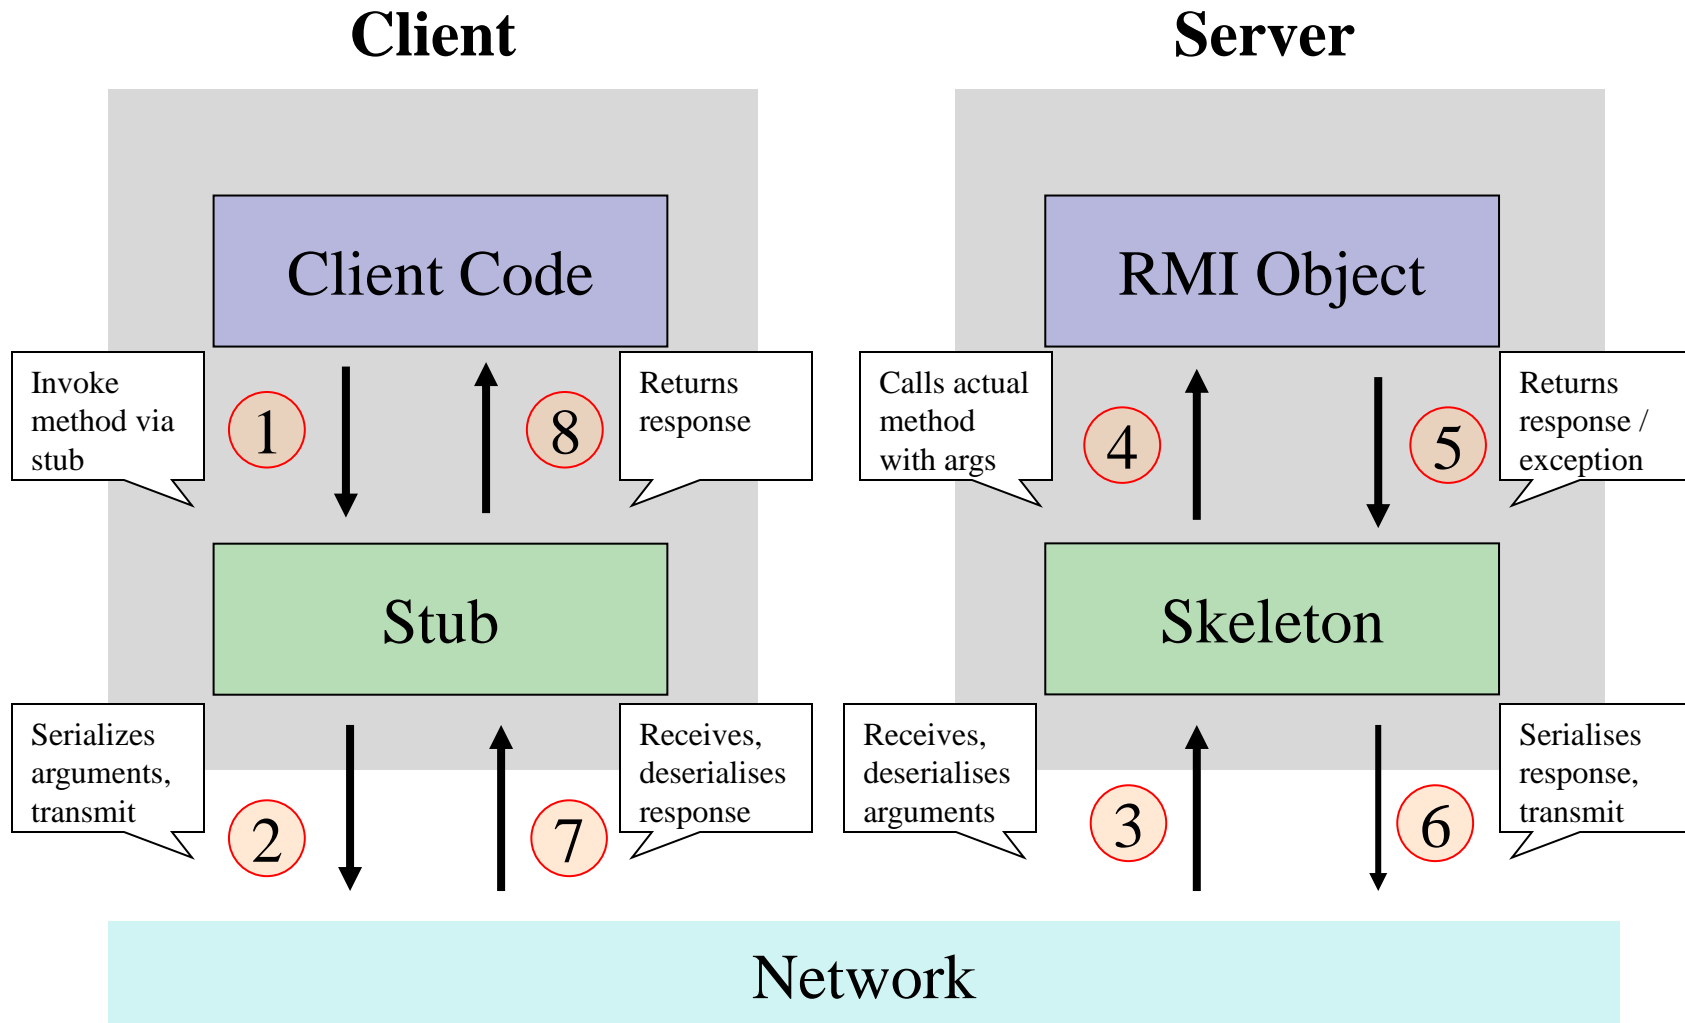 Client
Server
Client Code
RMI Object
Invoke
method via
stub
1
8
Returns
response
Calls actual
method
with args
4
5
Returns
response /
exception
Stub
Skeleton
Serializes
arguments,
transmit
2
7
Receives,
deserialises
response
Receives,
deserialises
arguments
3
6
Serialises
response,
transmit
Network